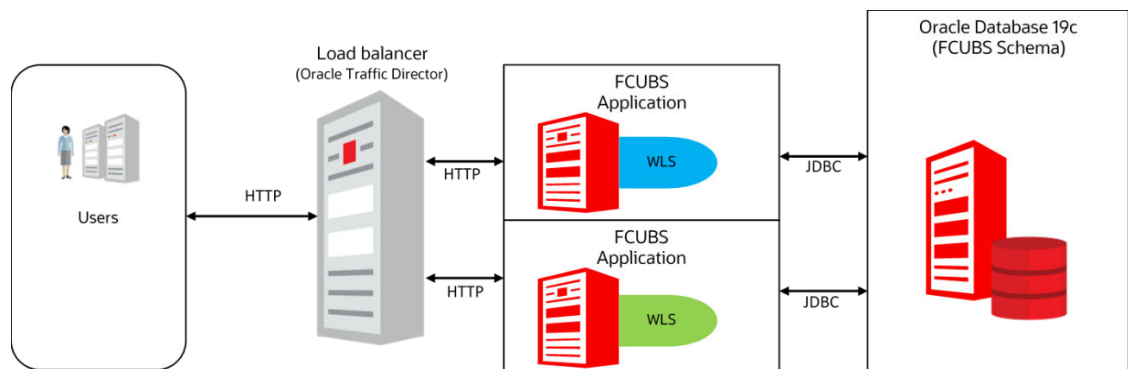 Users
HTTP
Load balancer
(Oracle Traffic Director)
HTTP
HTTP
FCUBS
Application
WLS
FCUBS
Application
WLS
JDBC
JDBC
Oracle Database 19c
(FCUBS Schema)